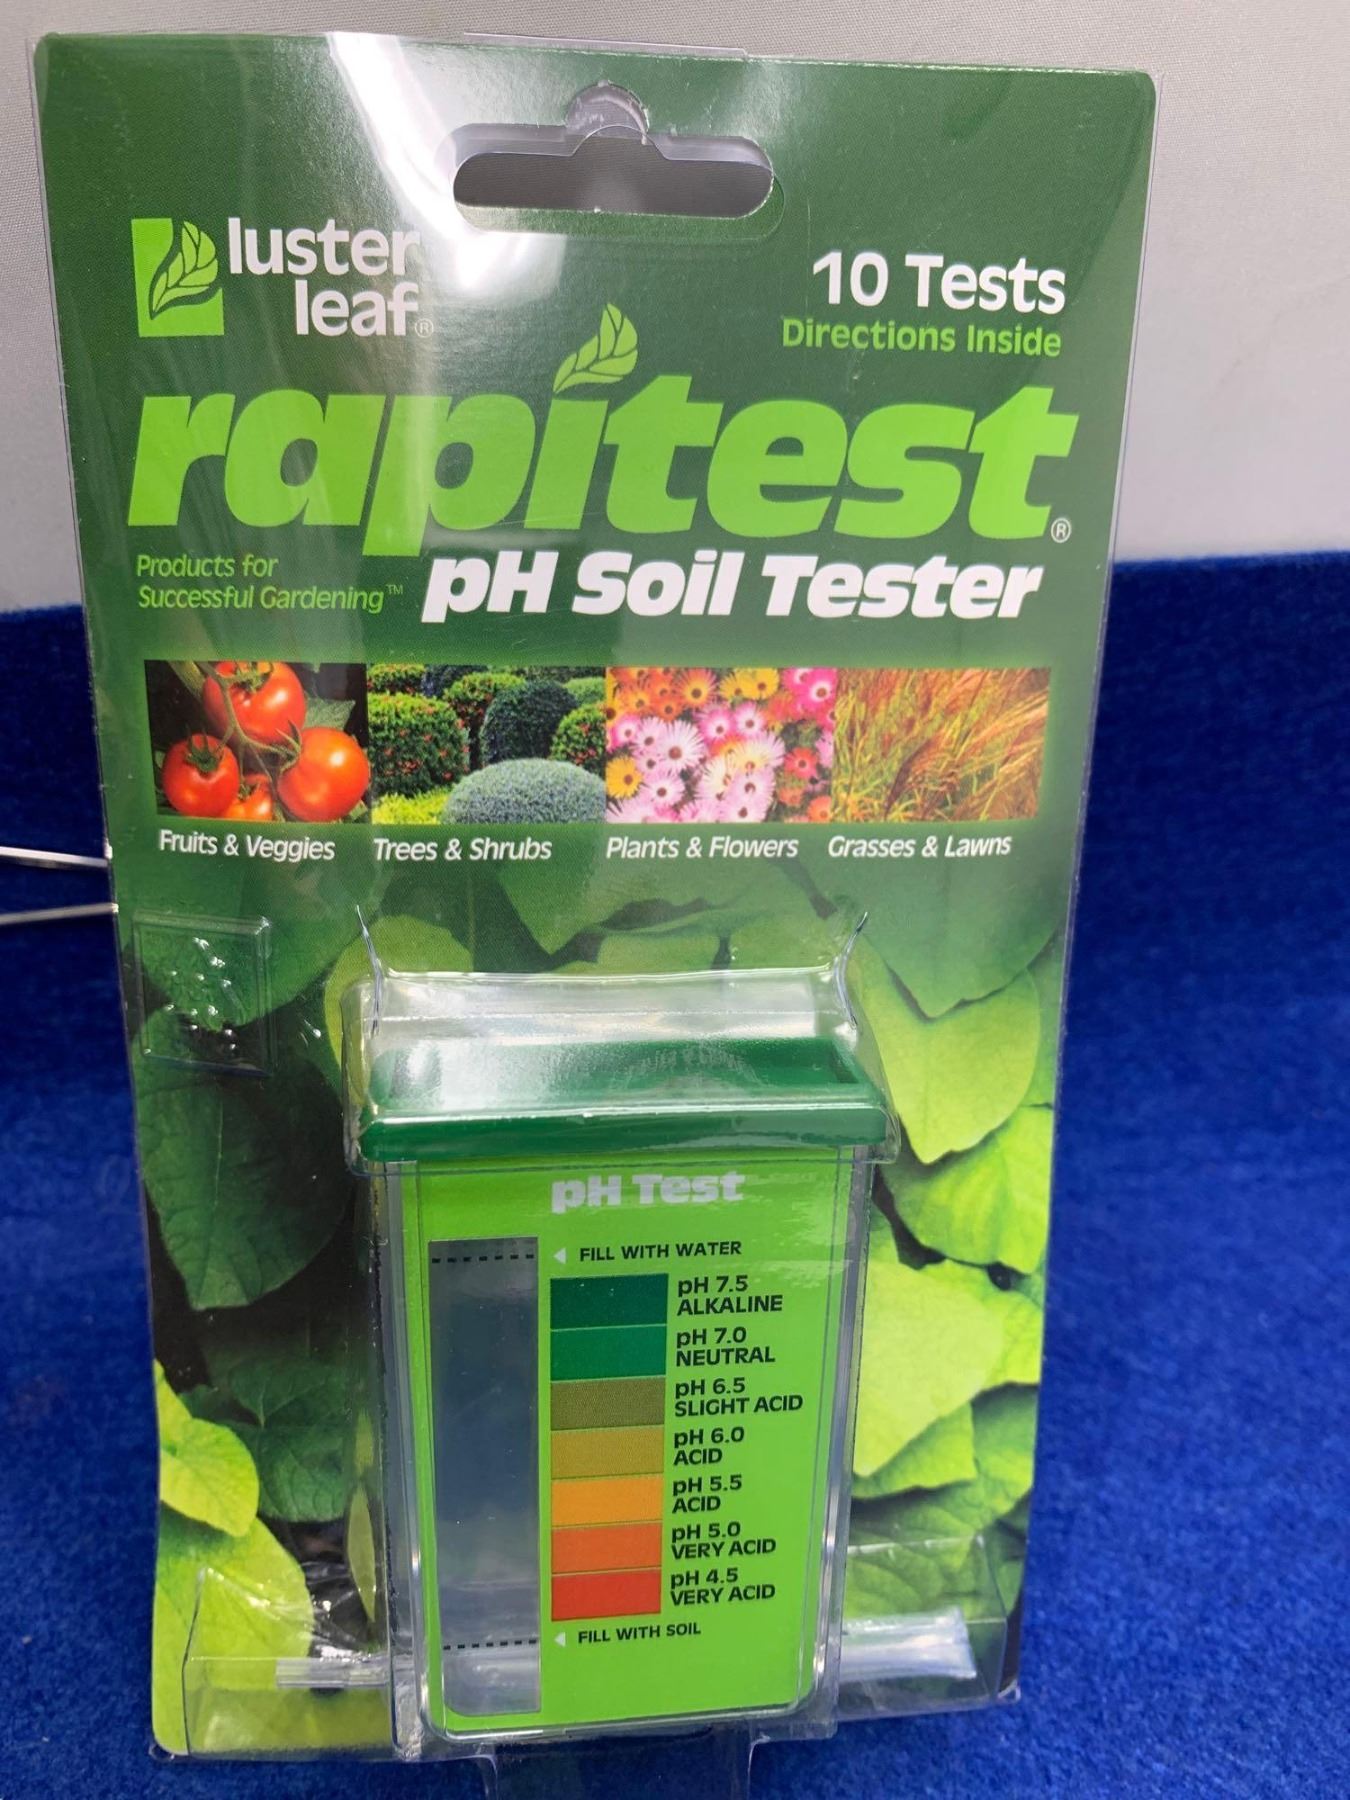 luster
leaf®
10 Tests
Directions Inside
rapitest®
Products for
Successful Gardening™
pH Soil Tester
Fruits & Veggies
Trees & Shrubs
Plants & Flowers
Grasses & Lawns
pH Test
FILL WITH WATER
pH 7.5
ALKALINE
pH 7.0
NEUTRAL
pH 6.5
SLIGHT ACID
pH 6.0
ACID
pH 5.5
ACID
pH 5.0
VERY ACID
pH 4.5
VERY ACID
FILL WITH SOIL